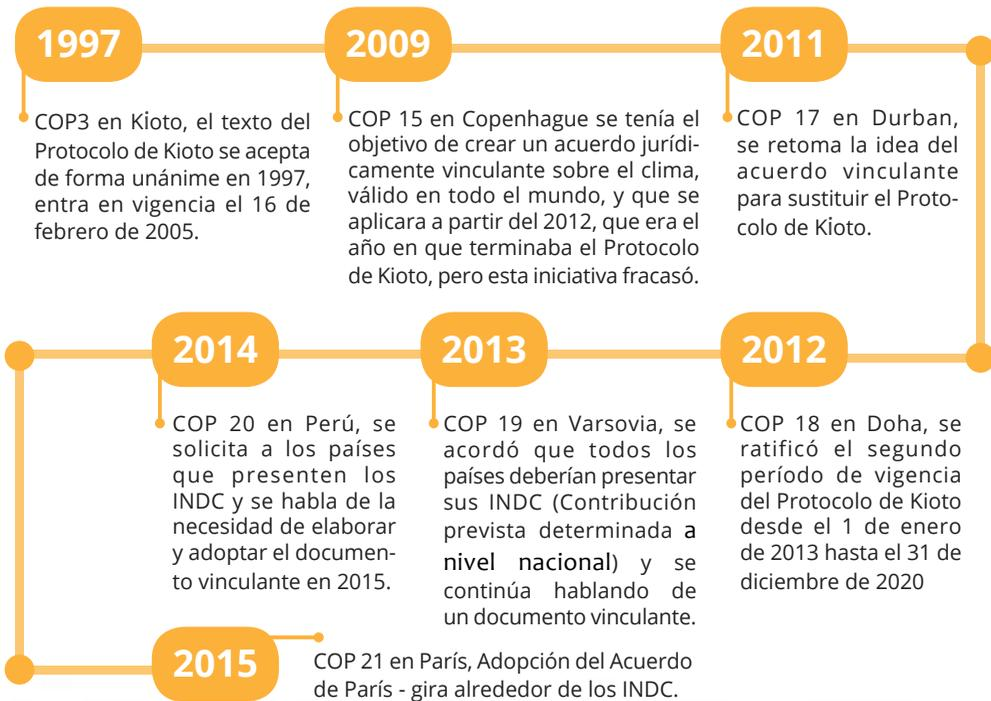 1997
COP3 en Kioto, el texto del
Protocolo de Kioto se acepta
de forma unánime en 1997,
entra en vigencia el 16 de
febrero de 2005.
2009
COP 15 en Copenhague se tenía el
objetivo de crear un acuerdo jurídi-
camente vinculante sobre el clima,
válido en todo el mundo, y que se
aplicara a partir del 2012, que era el
año en que terminaba el Protocolo
de Kioto, pero esta iniciativa fracasó.
2011
COP 17 en Durban,
se retoma la idea del
acuerdo vinculante
para sustituir el Proto-
colo de Kioto.
2012
COP 18 en Doha, se
ratificó el segundo
período de vigencia
del Protocolo de Kioto
desde el 1 de enero
de 2013 hasta el 31 de
diciembre de 2020
2013
COP 19 en Varsovia, se
acordó que todos los
países deberían presentar
sus INDC (Contribución
prevista determinada a
nivel nacional) y se
continúa hablando de
un documento vinculante.
2014
COP 20 en Perú, se
solicita a los países
que presenten los
INDC y se habla de la
necesidad de elaborar
y adoptar el documen-
to vinculante en 2015.
2015
COP 21 en París, Adopción del Acuerdo
de París - gira alrededor de los INDC.